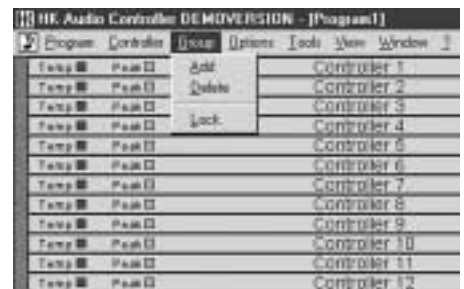 HK Audio Controller DEMOVERSION - [Program1]
Program Controller Group Options Tools View Window ?
Add
Delete
Lock
Temp Peak Controller 1
Temp Peak Controller 2
Temp Peak Controller 3
Temp Peak Controller 4
Temp Peak Controller 5
Temp Peak Controller 6
Temp Peak Controller 7
Temp Peak Controller 8
Temp Peak Controller 9
Temp Peak Controller 10
Temp Peak Controller 11
Temp Peak Controller 12